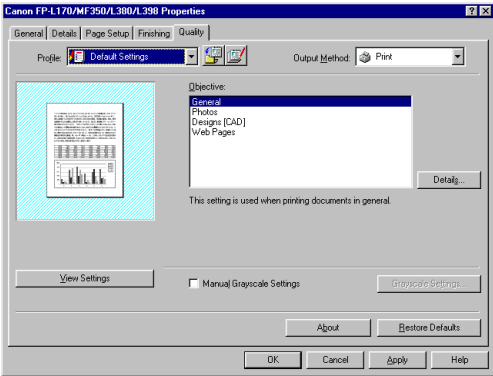 Canon FP-L170/MF350/L380/L398 Properties
General Details Page Setup Finishing Quality
Profile: Default Settings Output Method: Print
Objective:
General
Photos
Designs [CAD]
Web Pages
Details...
This setting is used when printing documents in general.
View Settings
Manual Grayscale Settings Grayscale Settings...
About Restore Defaults
OK Cancel Apply Help